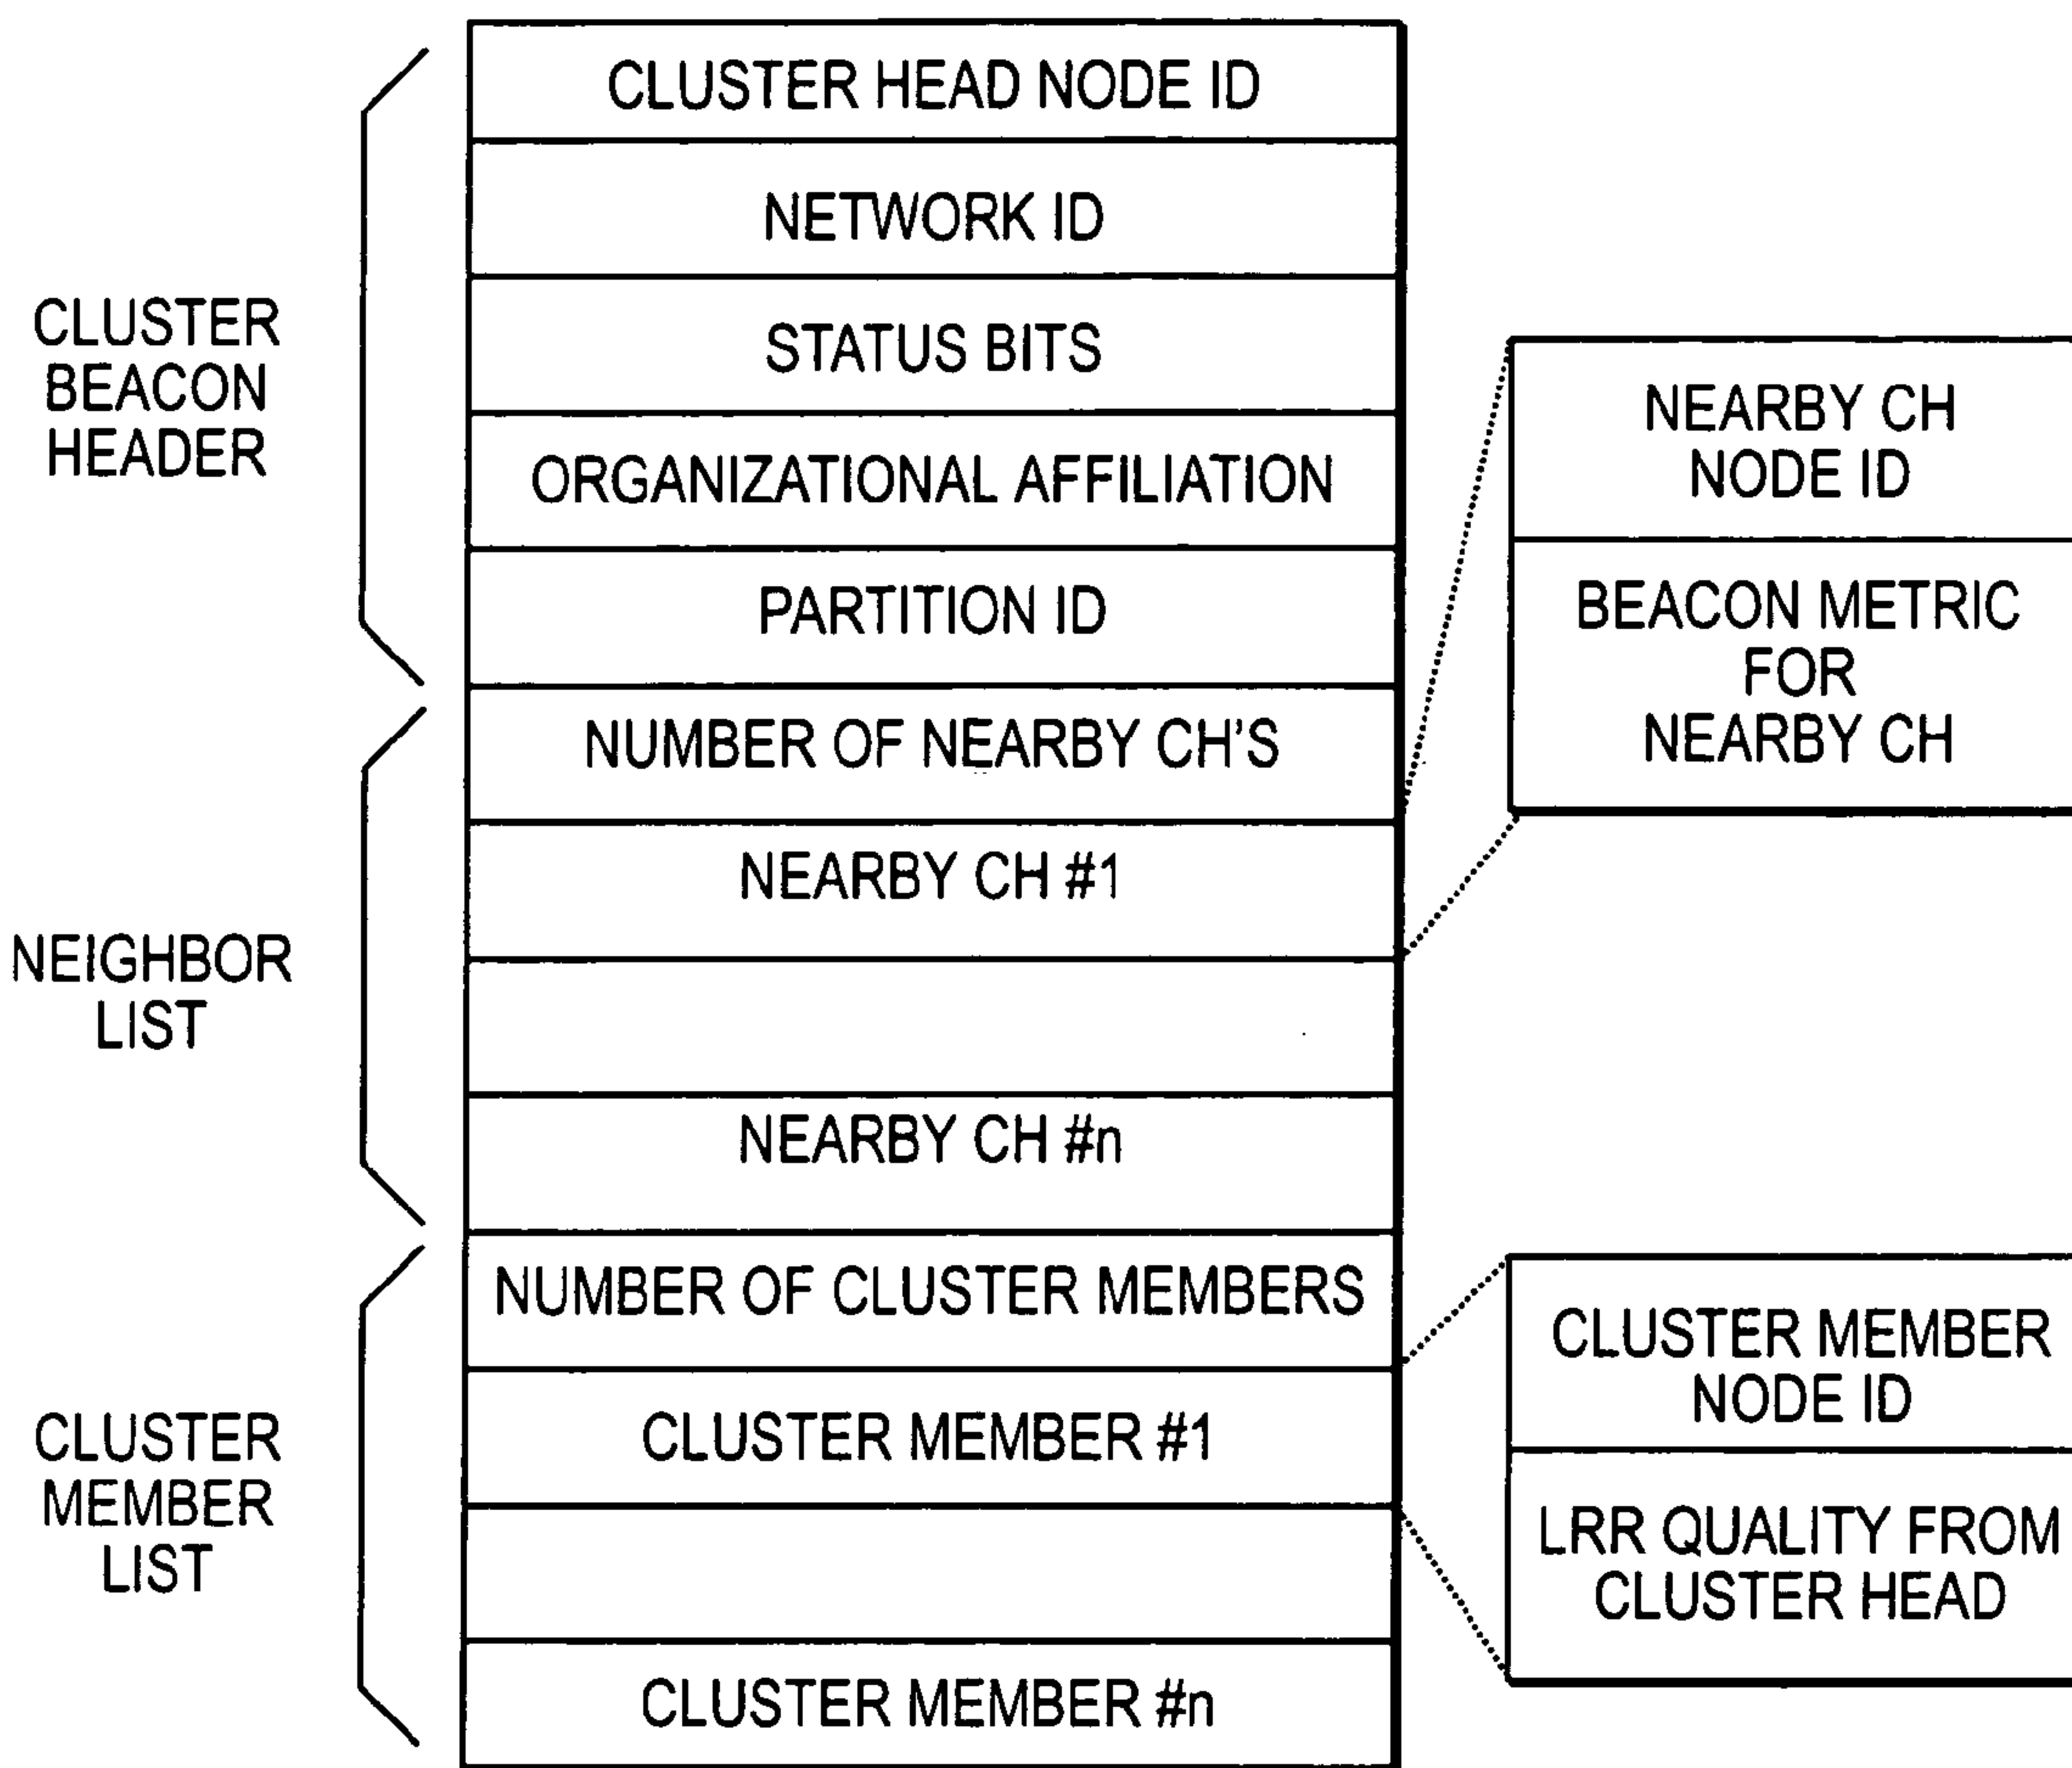 CLUSTER
BEACON
HEADER
CLUSTER HEAD NODE ID
NETWORK ID
STATUS BITS
ORGANIZATIONAL AFFILIATION
PARTITION ID
NEIGHBOR
LIST
NUMBER OF NEARBY CH'S
NEARBY CH #1
NEARBY CH #n
NEARBY CH
NODE ID
BEACON METRIC
FOR
NEARBY CH
CLUSTER
MEMBER
LIST
NUMBER OF CLUSTER MEMBERS
CLUSTER MEMBER #1
CLUSTER MEMBER #n
CLUSTER MEMBER
NODE ID
LRR QUALITY FROM
CLUSTER HEAD